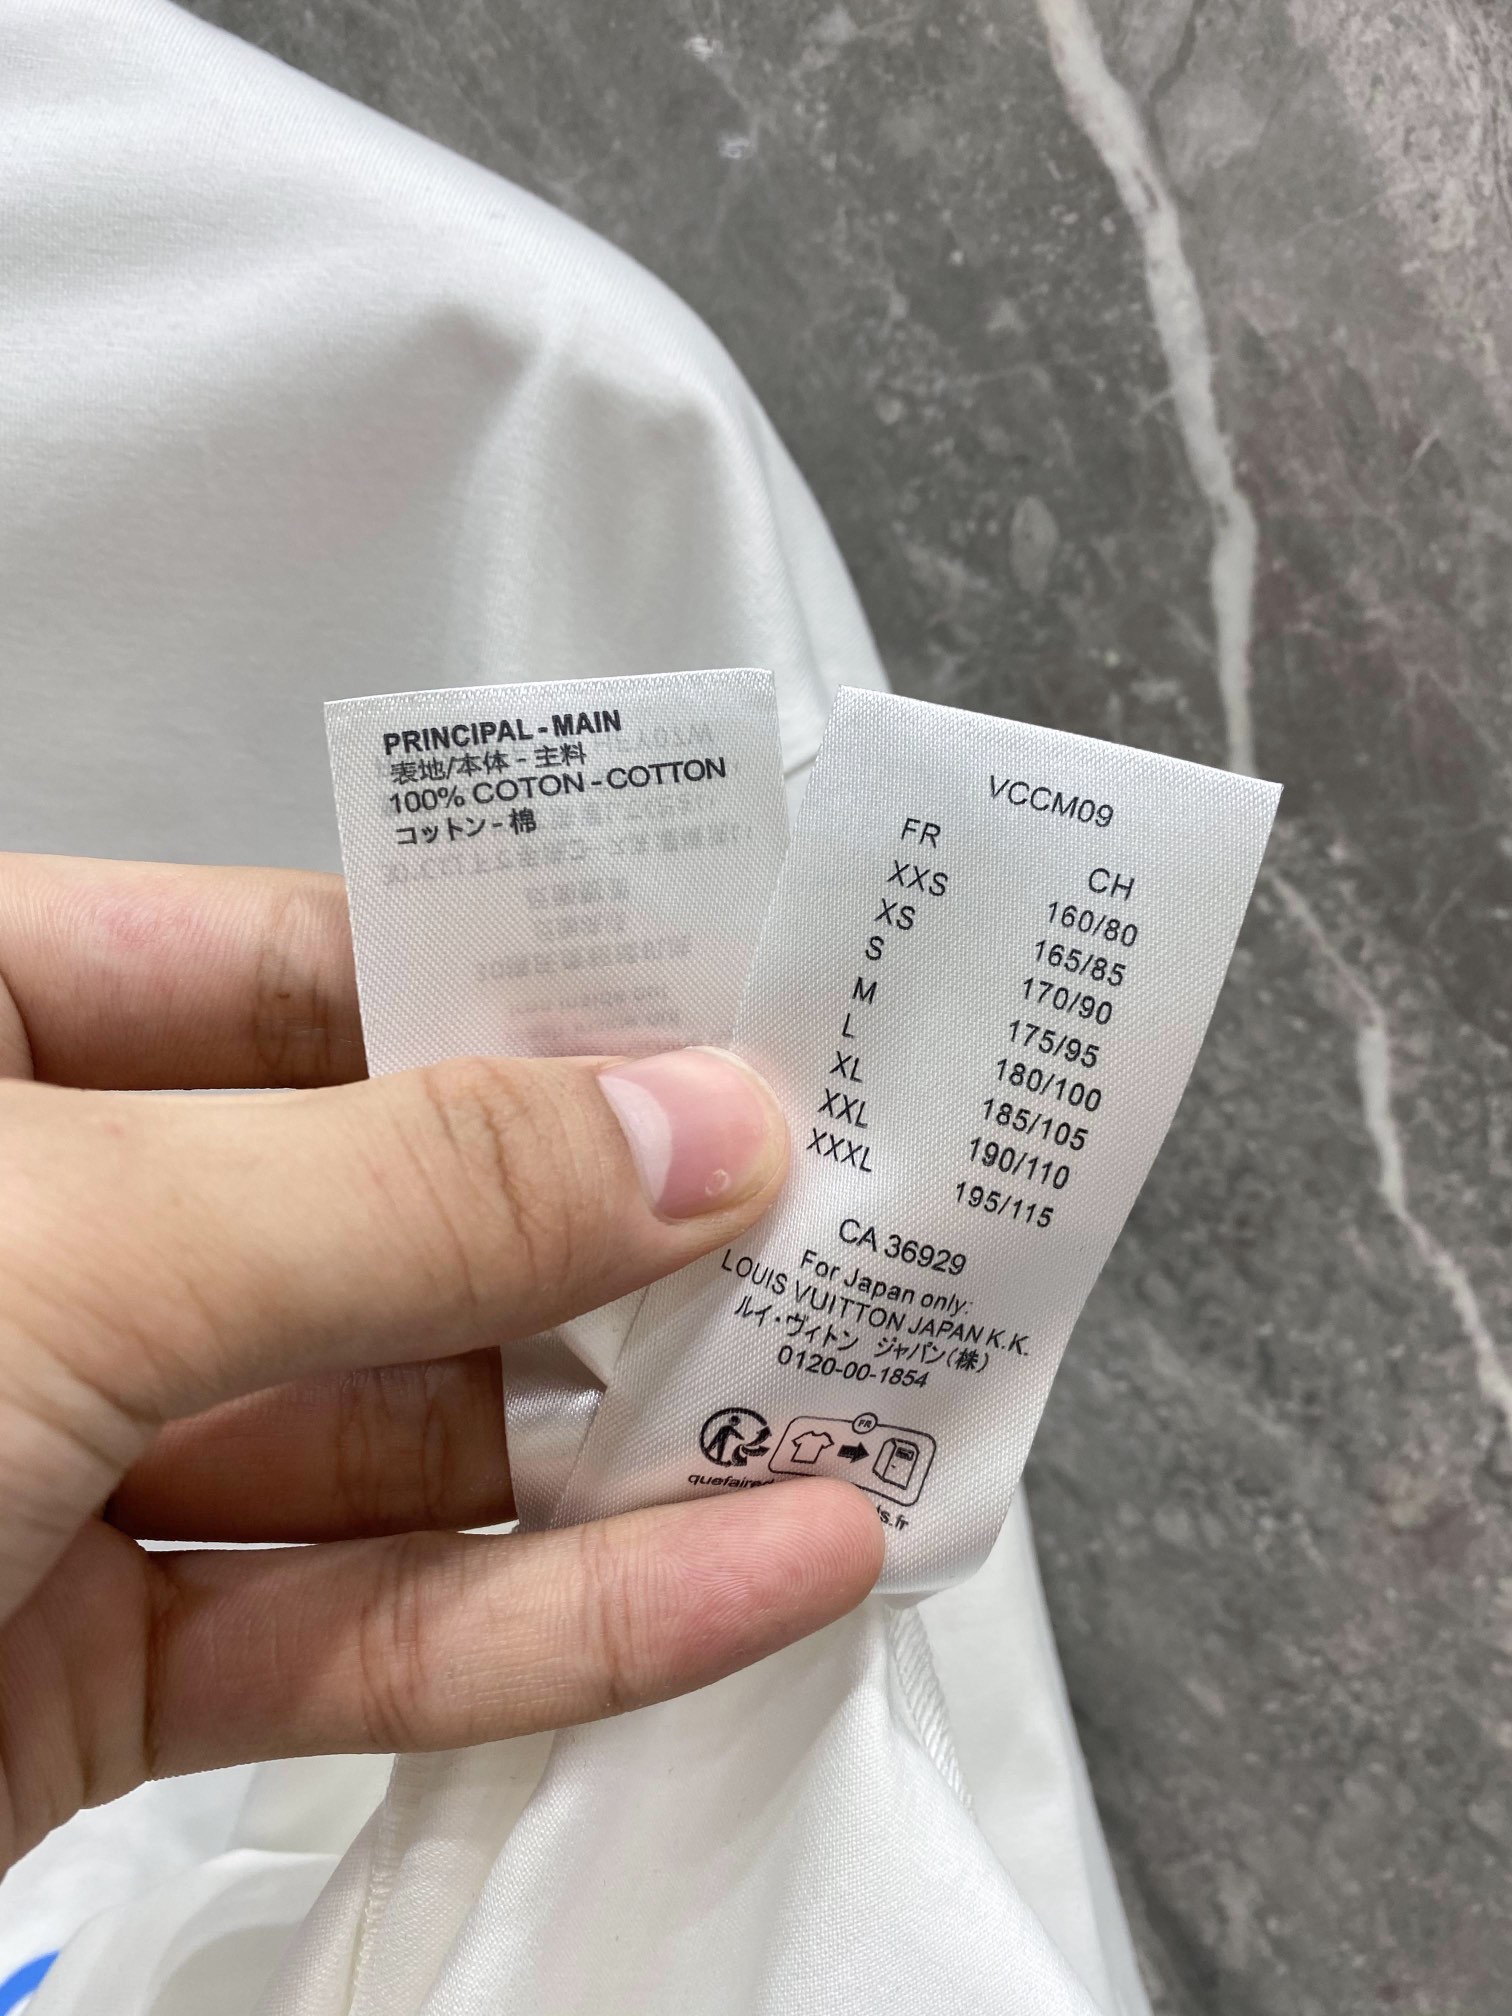 PRINCIPAL - MAIN
表地/本体 - 主料
100% COTON - COTTON
コットン - 棉
VCCM09
FR CH
XXS 160/80
XS 165/85
S 170/90
M 175/95
L 180/100
XL 185/105
XXL 190/110
XXXL 195/115
CA 36929
For Japan only:
LOUIS VUITTON JAPAN K.K.
ルイ・ヴィトン ジャパン(株)
0120-00-1854
FR